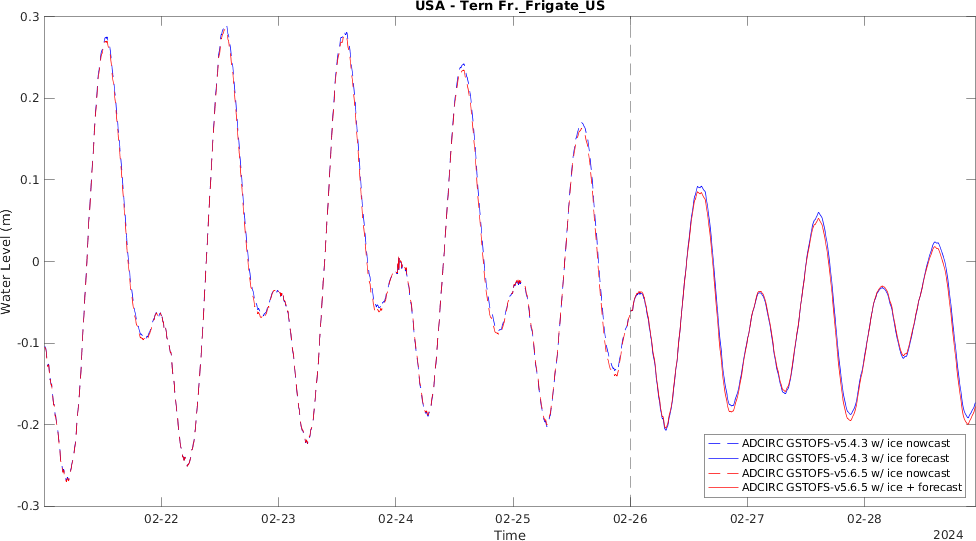 USA - Tern Fr._Frigate_US
0.3
0.2
0.1
0
-0.1
-0.2
-0.3
Water Level (m)
02-22
02-23
02-24
02-25
02-26
02-27
02-28
Time
2024
ADCIRC GSTOFS-v5.4.3 w/ ice nowcast
ADCIRC GSTOFS-v5.4.3 w/ ice forecast
ADCIRC GSTOFS-v5.6.5 w/ ice nowcast
ADCIRC GSTOFS-v5.6.5 w/ ice + forecast